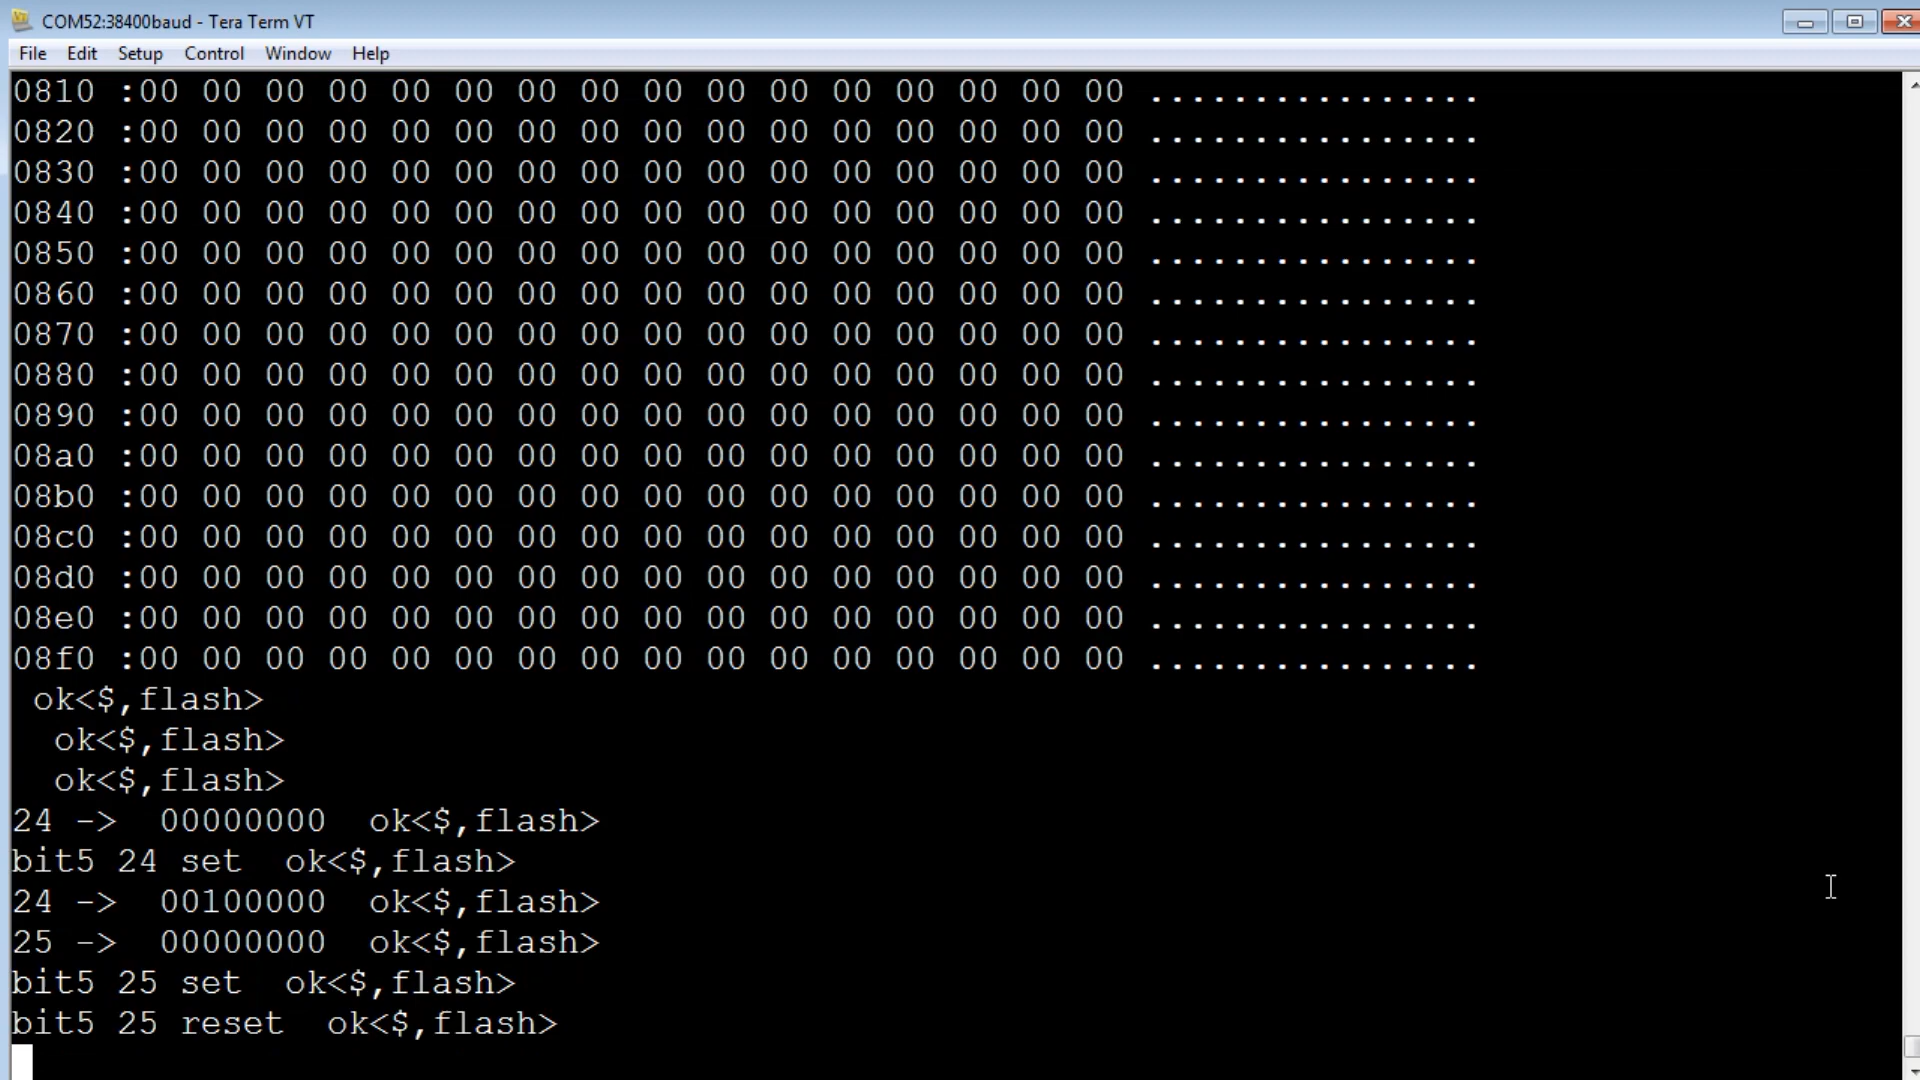 COM52:38400baud - Tera Term VT
File Edit Setup Control Window Help
0810 :00 00 00 00 00 00 00 00 00 00 00 00 00 00 00 00 ................
0820 :00 00 00 00 00 00 00 00 00 00 00 00 00 00 00 00 ................
0830 :00 00 00 00 00 00 00 00 00 00 00 00 00 00 00 00 ................
0840 :00 00 00 00 00 00 00 00 00 00 00 00 00 00 00 00 ................
0850 :00 00 00 00 00 00 00 00 00 00 00 00 00 00 00 00 ................
0860 :00 00 00 00 00 00 00 00 00 00 00 00 00 00 00 00 ................
0870 :00 00 00 00 00 00 00 00 00 00 00 00 00 00 00 00 ................
0880 :00 00 00 00 00 00 00 00 00 00 00 00 00 00 00 00 ................
0890 :00 00 00 00 00 00 00 00 00 00 00 00 00 00 00 00 ................
08a0 :00 00 00 00 00 00 00 00 00 00 00 00 00 00 00 00 ................
08b0 :00 00 00 00 00 00 00 00 00 00 00 00 00 00 00 00 ................
08c0 :00 00 00 00 00 00 00 00 00 00 00 00 00 00 00 00 ................
08d0 :00 00 00 00 00 00 00 00 00 00 00 00 00 00 00 00 ................
08e0 :00 00 00 00 00 00 00 00 00 00 00 00 00 00 00 00 ................
08f0 :00 00 00 00 00 00 00 00 00 00 00 00 00 00 00 00 ................
 ok<$,flash>
  ok<$,flash>
  ok<$,flash>
24 ->  00000000  ok<$,flash>
bit5 24 set  ok<$,flash>
24 ->  00100000  ok<$,flash>
25 ->  00000000  ok<$,flash>
bit5 25 set  ok<$,flash>
bit5 25 reset  ok<$,flash>